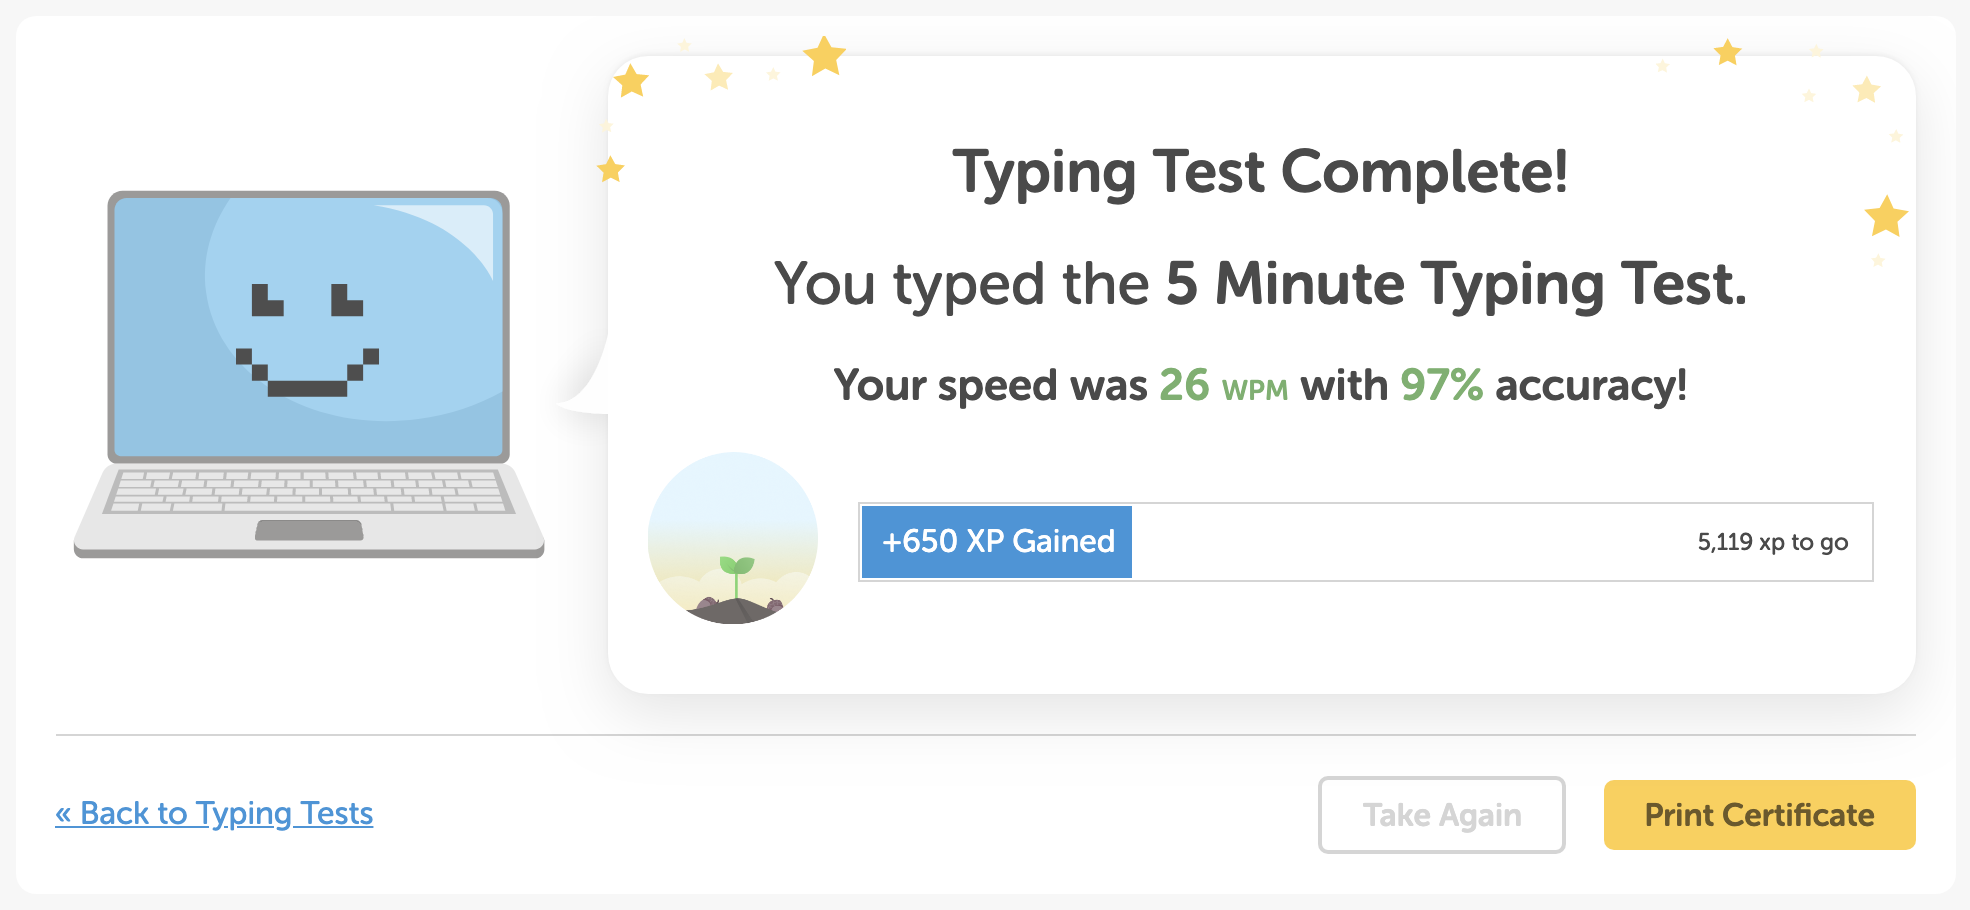 Typing Test Complete!
You typed the 5 Minute Typing Test.
Your speed was 26 WPM with 97% accuracy!
+650 XP Gained
5,119 xp to go
« Back to Typing Tests
Take Again
Print Certificate